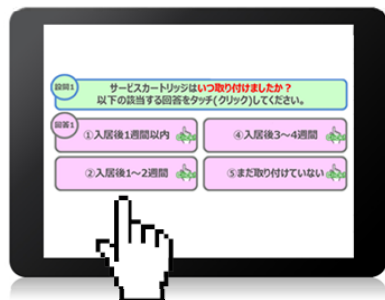 設問1
サービスカートリッジはいつ取り付けましたか？
以下の該当する回答をタッチ(クリック)してください。
回答1
①入居後1週間以内
④入居後3～4週間
②入居後1～2週間
⑤まだ取り付けていない